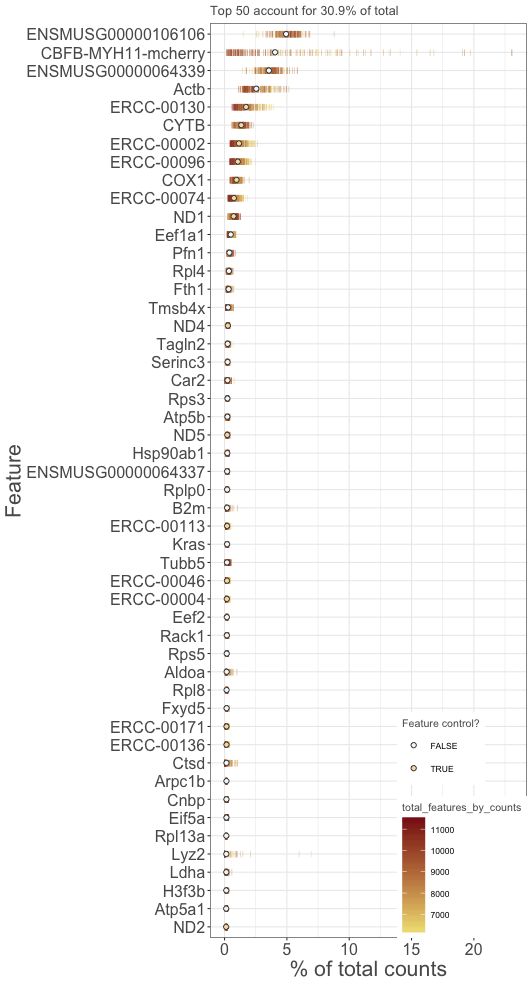 Top 50 account for 30.9% of total
ENSMUSG00000106106
CBFB-MYH11-mcherry
ENSMUSG00000064339
Actb
ERCC-00130
CYTB
ERCC-00002
ERCC-00096
COX1
ERCC-00074
ND1
Eef1a1
Pfn1
Rpl4
Fth1
Tmsb4x
ND4
Tagln2
Serinc3
Car2
Rps3
Atp5b
ND5
Hsp90ab1
ENSMUSG00000064337
Rplp0
B2m
ERCC-00113
Kras
Tubb5
ERCC-00046
ERCC-00004
Eef2
Rack1
Rps5
Aldoa
Rpl8
Fxyd5
ERCC-00171
ERCC-00136
Ctsd
Arpc1b
Cnbp
Eif5a
Rpl13a
Lyz2
Ldha
H3f3b
Atp5a1
ND2
Feature
0 5 10 15 20
% of total counts
Feature control?
FALSE
TRUE
total_features_by_counts
11000
10000
9000
8000
7000